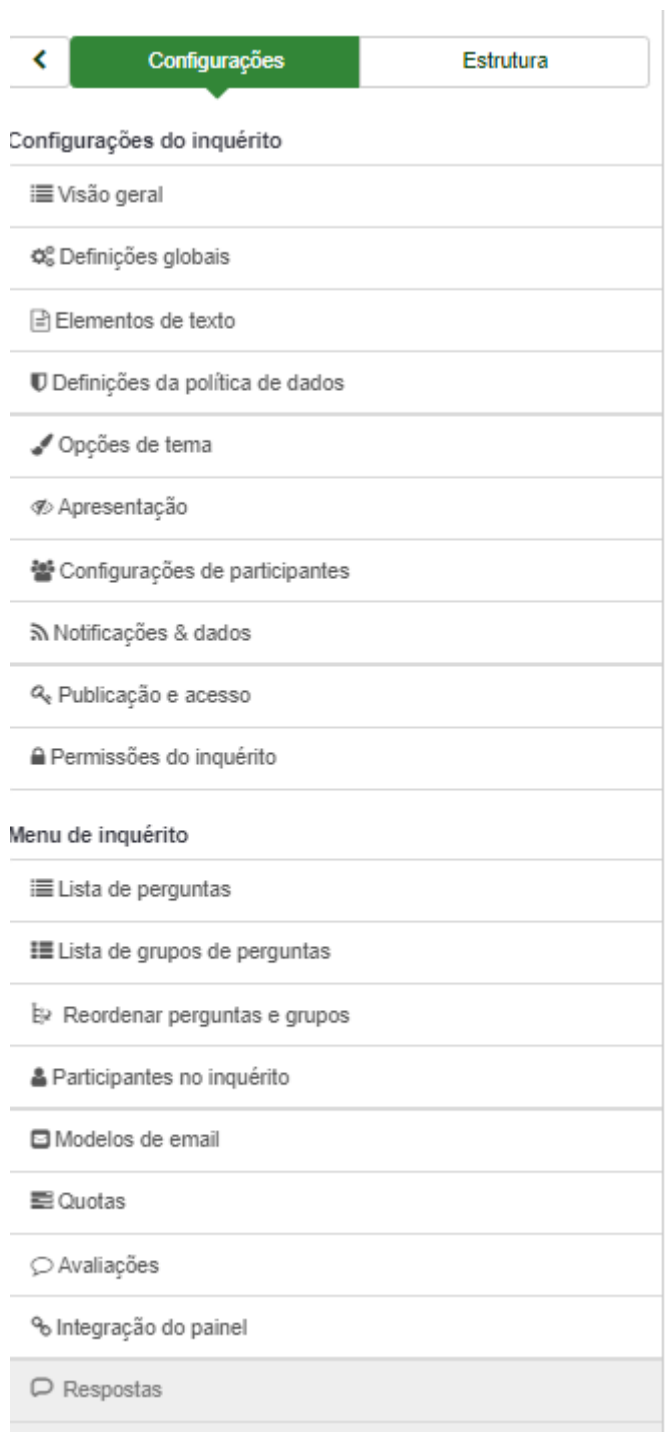 Configurações
Estrutura
Configurações do inquérito
Visão geral
Definições globais
Elementos de texto
Definições da política de dados
Opções de tema
Apresentação
Configurações de participantes
Notificações & dados
Publicação e acesso
Permissões do inquérito
Menu de inquérito
Lista de perguntas
Lista de grupos de perguntas
Reordenar perguntas e grupos
Participantes no inquérito
Modelos de email
Quotas
Avaliações
Integração do painel
Respostas